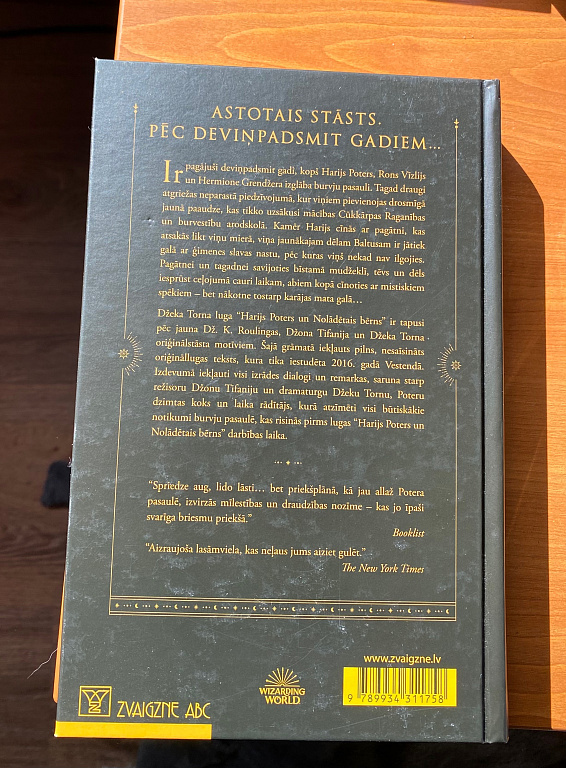 ASTOTAIS STĀSTS.
PĒC DEVIŅPADSMIT GADIEM...
Ir pagājuši deviņpadsmit gadi, kopš Harijs Poters, Rons Vīzlijs
un Hermione Grendžera izglāba burvju pasauli. Tagad draugi
atgriežas neparastā piedzīvojumā, kur viņiem pievienojas drosmīgā
jaunā paaudze, kas tikko uzsākusi mācības Cūkkārpas Raganības
un burvestību arodskolā. Kamēr Harijs cīnās ar pagātni, kas
atsakās likt viņu mierā, viņa jaunākajam dēlam Baltusam ir jātiek
galā ar ģimenes slavas nastu, pēc kuras viņš nekad nav ilgojies.
Pagātnei un tagadnei savijoties bīstamā mudžeklī, tēvs un dēls
iesprūst ceļojumā cauri laikam, abiem kopā cīnoties ar mistiskiem
spēkiem – bet nākotne tostarp karājas mata galā...
Džeka Torna luga "Harijs Poters un Nolādētais bērns" ir tapusi
pēc jauna Dž. K. Roulingas, Džona Tifanija un Džeka Torna
oriģinālstāsta motīviem. Šajā grāmatā iekļauts pilns, nesaīsināts
oriģināllugas teksts, kura tika iestudēta 2016. gadā Vestendā.
Izdevumā iekļauti visi izrādes dialogi un remarkas, saruna starp
režisoru Džonu Tifaniju un dramaturgu Džeku Tornu, Poteru
dzimtas koks un laika rādītājs, kurā atzīmēti visi būtiskākie
notikumi burvju pasaulē, kas risinās pirms lugas "Harijs Poters un
Nolādētais bērns" darbības laika.
"Spriedze aug, lido lāsti... bet priekšplānā, kā jau allaž Potera
pasaulē, izvirzās mīlestības un draudzības nozīme – kas jo īpaši
svarīga briesmu priekšā."
Booklist
"Aizraujoša lasāmviela, kas neļaus jums aiziet gulēt."
The New York Times
www.zvaigzne.lv
WIZARDING
WORLD
9 789934 311758
ZVAIGZNE ABC